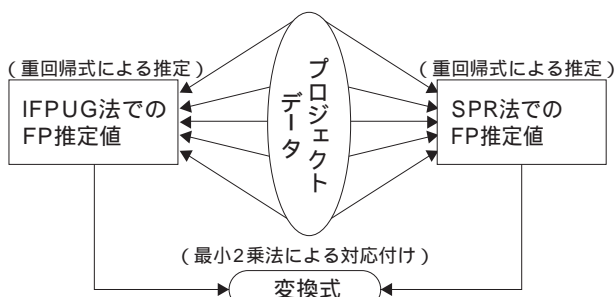 (重回帰式による推定)
IFPUG法での
FP推定値
プロジェクト
データ
(重回帰式による推定)
SPR法での
FP推定値
(最小2乗法による対応付け)
変換式